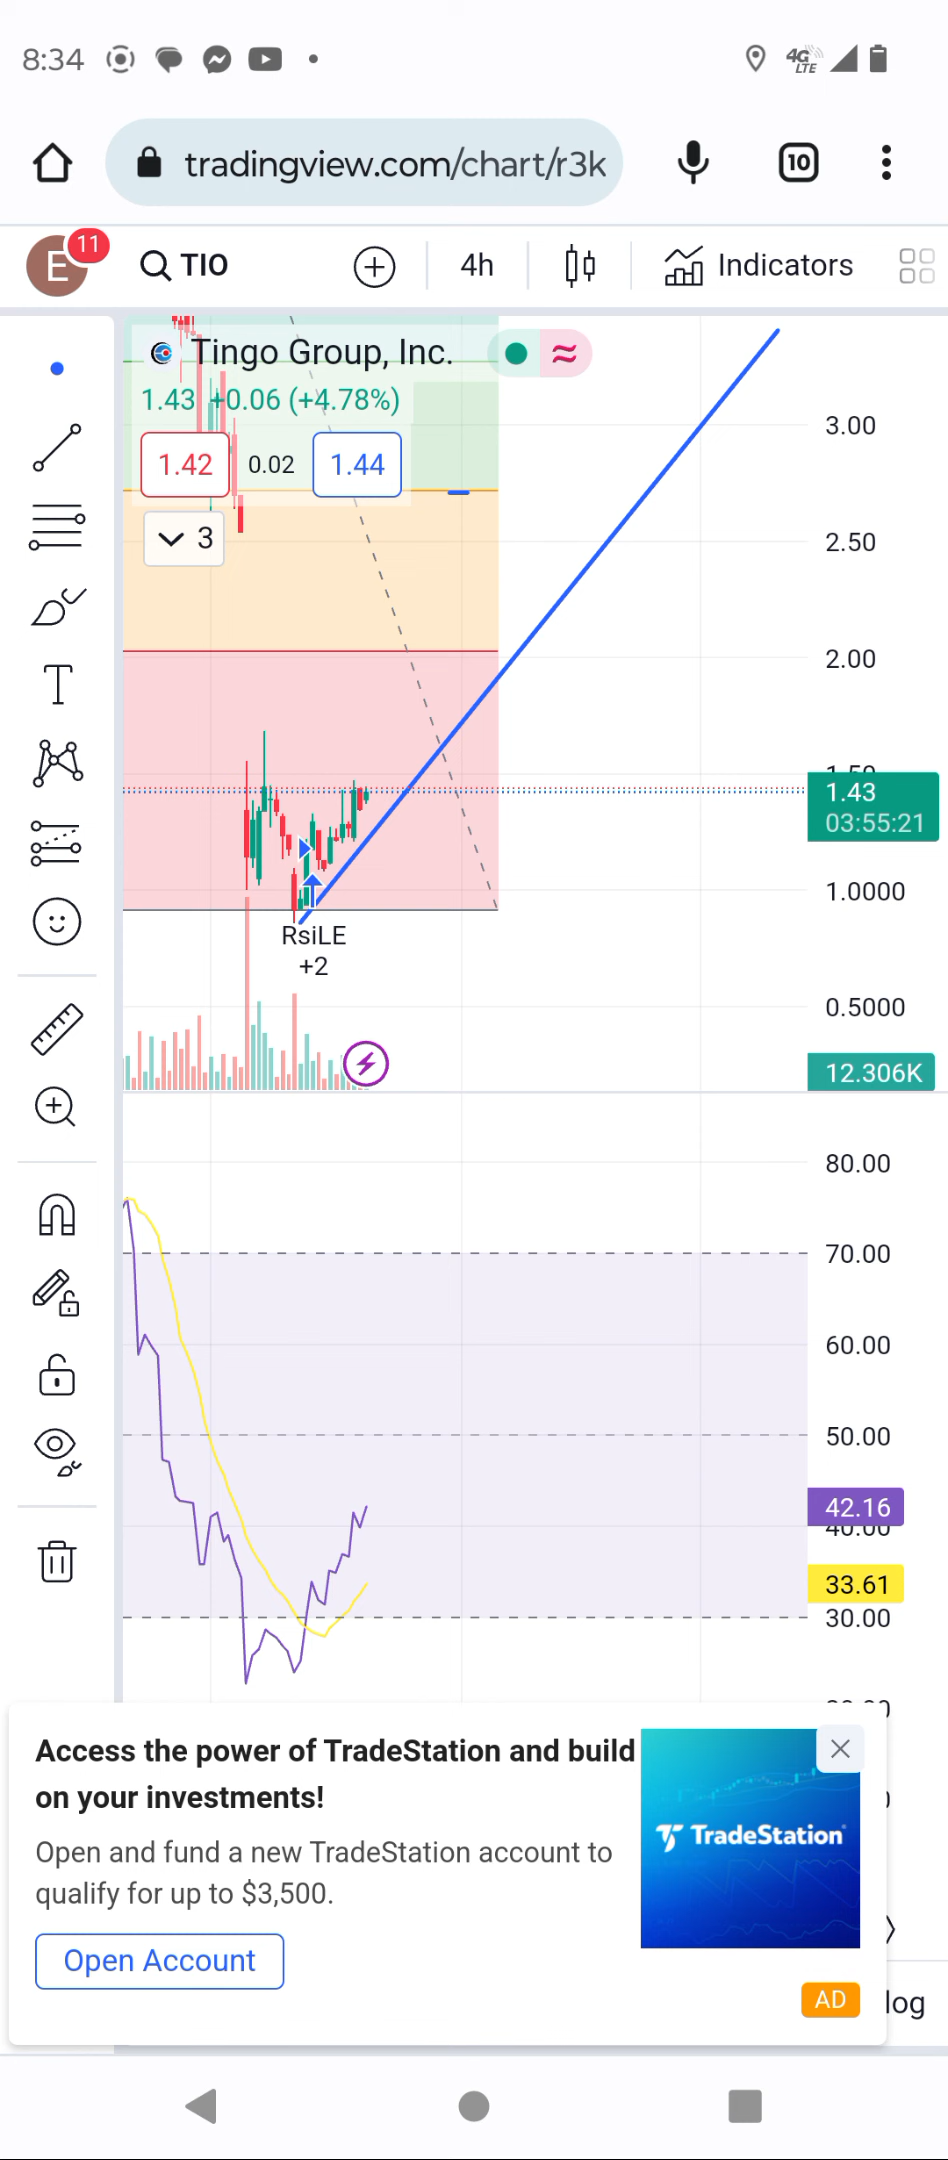 8:34
4G
LTE
tradingview.com/chart/r3k
10
E
11
TIO
4h
Indicators
Tingo Group, Inc.
1.43 +0.06 (+4.78%)
1.42
0.02
1.44
3
3.00
2.50
2.00
1.50
1.43
03:55:21
1.0000
RsiLE
+2
0.5000
12.306K
80.00
70.00
60.00
50.00
42.16
40.00
33.61
30.00
Access the power of TradeStation and build
on your investments!
Open and fund a new TradeStation account to
qualify for up to $3,500.
TradeStation
Open Account
AD
log